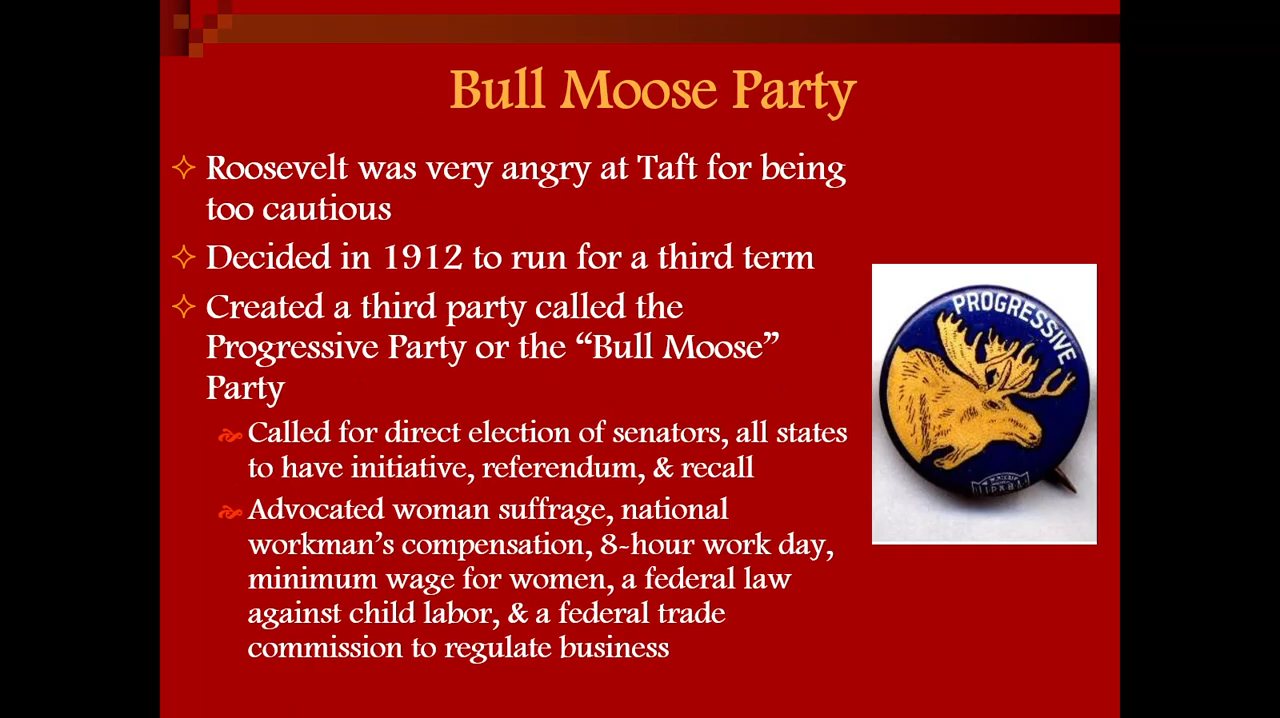 Bull Moose Party
Roosevelt was very angry at Taft for being
too cautious
Decided in 1912 to run for a third term
Created a third party called the
Progressive Party or the “Bull Moose”
Party
Called for direct election of senators, all states
to have initiative, referendum, & recall
Advocated woman suffrage, national
workman’s compensation, 8-hour work day,
minimum wage for women, a federal law
against child labor, & a federal trade
commission to regulate business
PROGRESSIVE